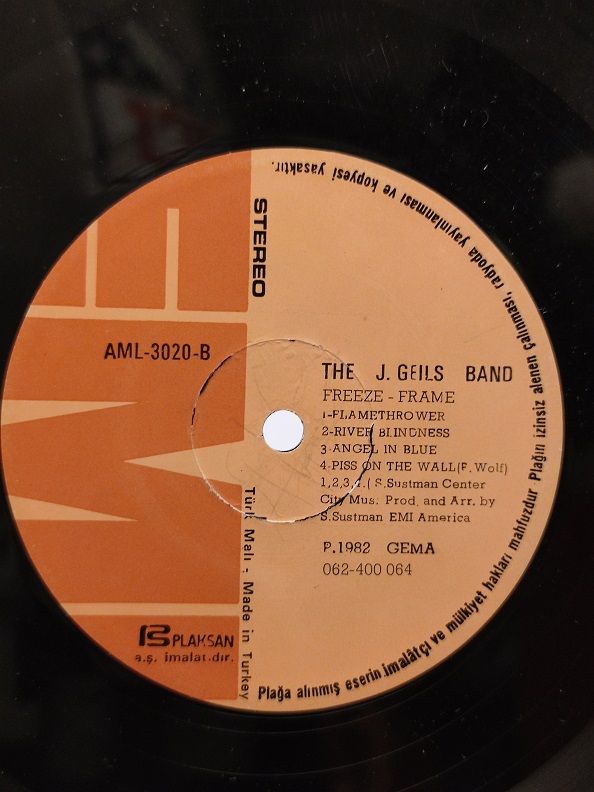 STEREO
AML-3020-B
THE J. GEILS BAND
FREEZE - FRAME
1-FLAMETHROWER
2-RIVER BLINDNESS
3-ANGEL IN BLUE
4-PISS ON THE WALL(P. Wolf)
1,2,3,4.( S.Sustman Center
City Mus: Prod. and Arr. by
S.Sustman EMI America
P.1982 GEMA
062-400 064
Türk Malı - Made in Turkey
PLAKSAN
a.ş. imalatıdır.
Plağa alınmış eserin imalâtçı ve mülkiyet hakları mahfuzdur Plağın izinsiz alenen çalınması, radyoda yayınlanması ve kopyesi yasaktır.